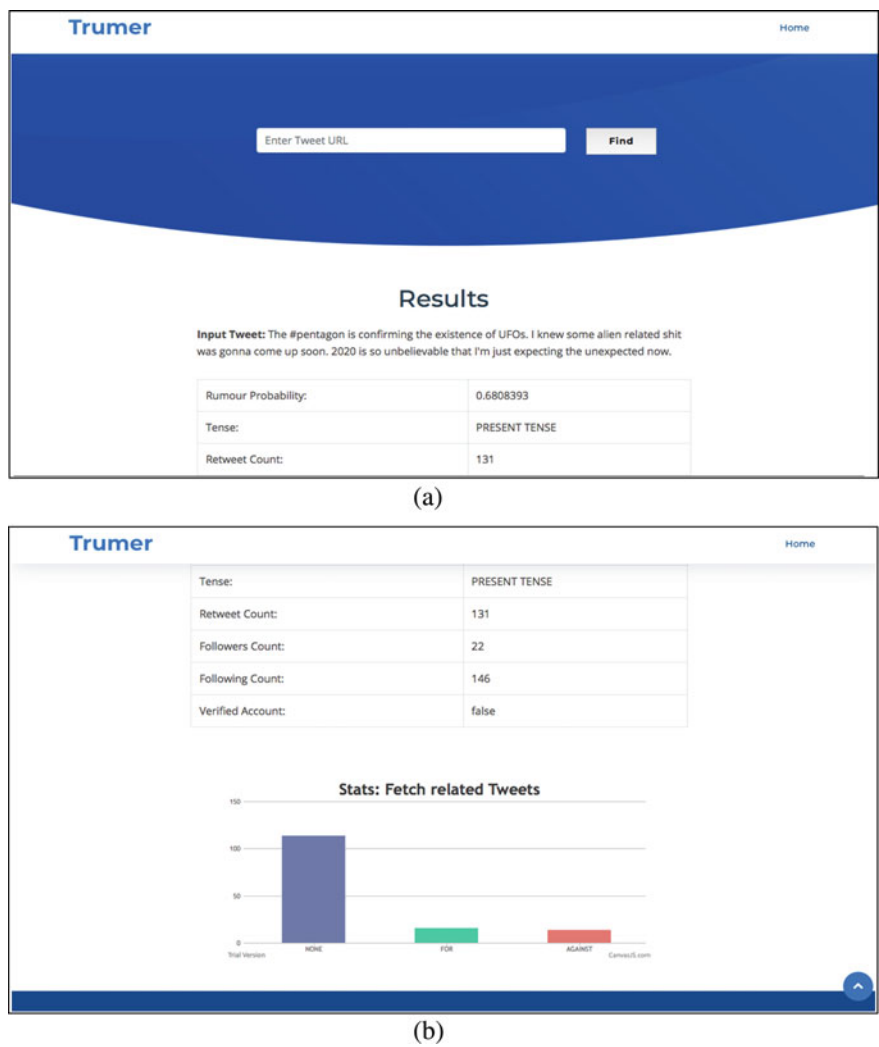 Trumer
Home
Enter Tweet URL
Find
Results
Input Tweet: The #pentagon is confirming the existence of UFOs. I knew some alien related shit
was gonna come up soon. 2020 is so unbelievable that I'm just expecting the unexpected now.
Rumour Probability: 0.6808393
Tense: PRESENT TENSE
Retweet Count: 131
(a)
Trumer
Home
Tense: PRESENT TENSE
Retweet Count: 131
Followers Count: 22
Following Count: 146
Verified Account: false
Stats: Fetch related Tweets
150
100
50
0
NONE FOR AGAINST
Trial Version CanvasJS.com
(b)